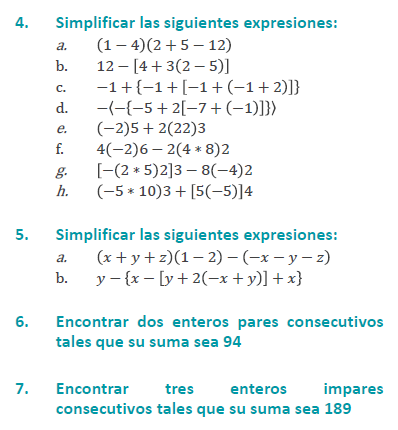 4. Simplificar las siguientes expresiones:
a. (1 – 4)(2 + 5 – 12)
b. 12 – [4 + 3(2 – 5)]
c. −1 + {−1 + [−1 + (−1 + 2)]}
d. −(−{−5 + 2[−7 + (−1)]})
e. (−2)5 + 2(22)3
f. 4(−2)6 – 2(4 * 8)2
g. [−(2 * 5)2]3 – 8(−4)2
h. (−5 * 10)3 + [5(−5)]4
5. Simplificar las siguientes expresiones:
a. (x + y + z)(1 – 2) – (−x – y – z)
b. y – {x – [y + 2(−x + y)] + x}
6. Encontrar dos enteros pares consecutivos
tales que su suma sea 94
7. Encontrar tres enteros impares
consecutivos tales que su suma sea 189